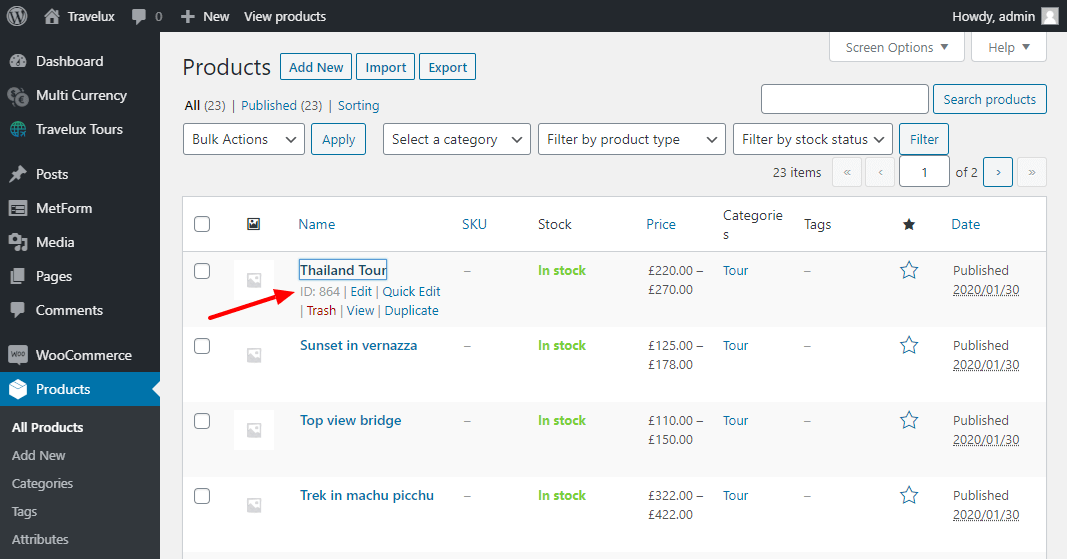 Travelux 0 New View products Howdy, admin
Screen Options Help
Dashboard
Multi Currency
Travelux Tours
Posts
MetForm
Media
Pages
Comments
WooCommerce
Products
All Products
Add New
Categories
Tags
Attributes
Products Add New Import Export
All (23) | Published (23) | Sorting
Search products
Bulk Actions Apply Select a category Filter by product type Filter by stock status Filter
23 items « ‹ 1 of 2 › »
Name SKU Stock Price Categorie
s Tags Date
Thailand Tour – In stock £220.00 – Tour – Published
ID: 864 | Edit | Quick Edit £270.00 2020/01/30
| Trash | View | Duplicate
Sunset in vernazza – In stock £125.00 – Tour – Published
£178.00 2020/01/30
Top view bridge – In stock £110.00 – Tour – Published
£150.00 2020/01/30
Trek in machu picchu – In stock £322.00 – Tour – Published
£422.00 2020/01/30